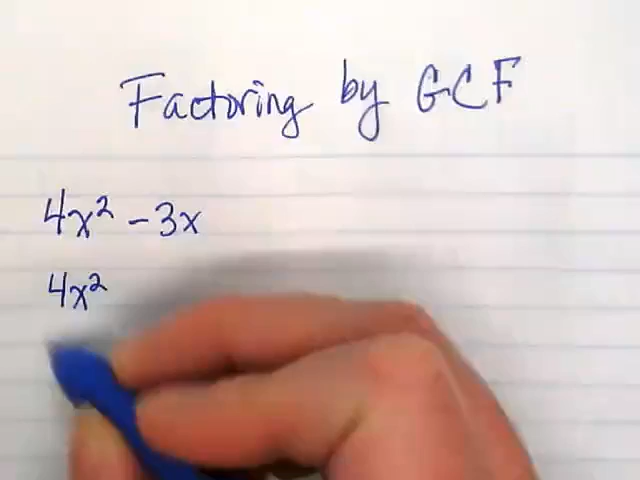 Factoring by GCF
4x² - 3x
4x²